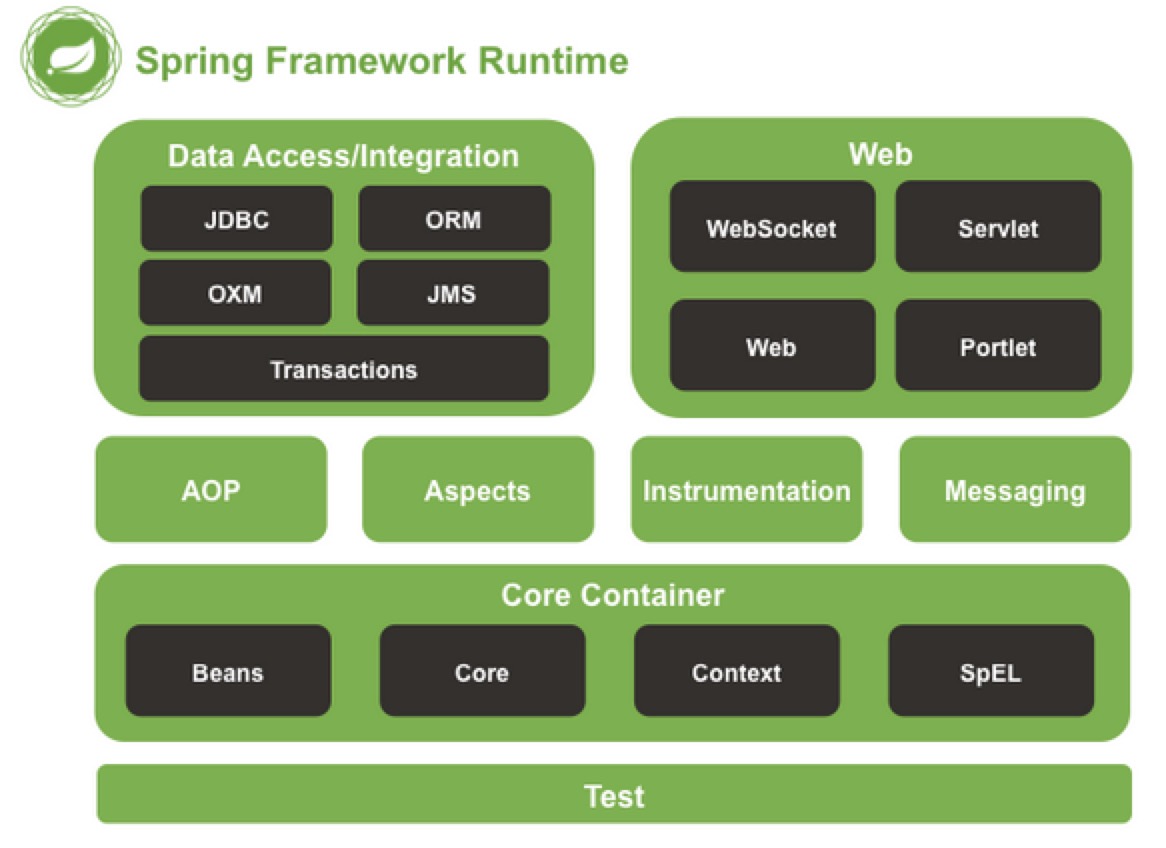 Spring Framework Runtime
Data Access/Integration
JDBC
ORM
OXM
JMS
Transactions
Web
WebSocket
Servlet
Web
Portlet
AOP
Aspects
Instrumentation
Messaging
Core Container
Beans
Core
Context
SpEL
Test